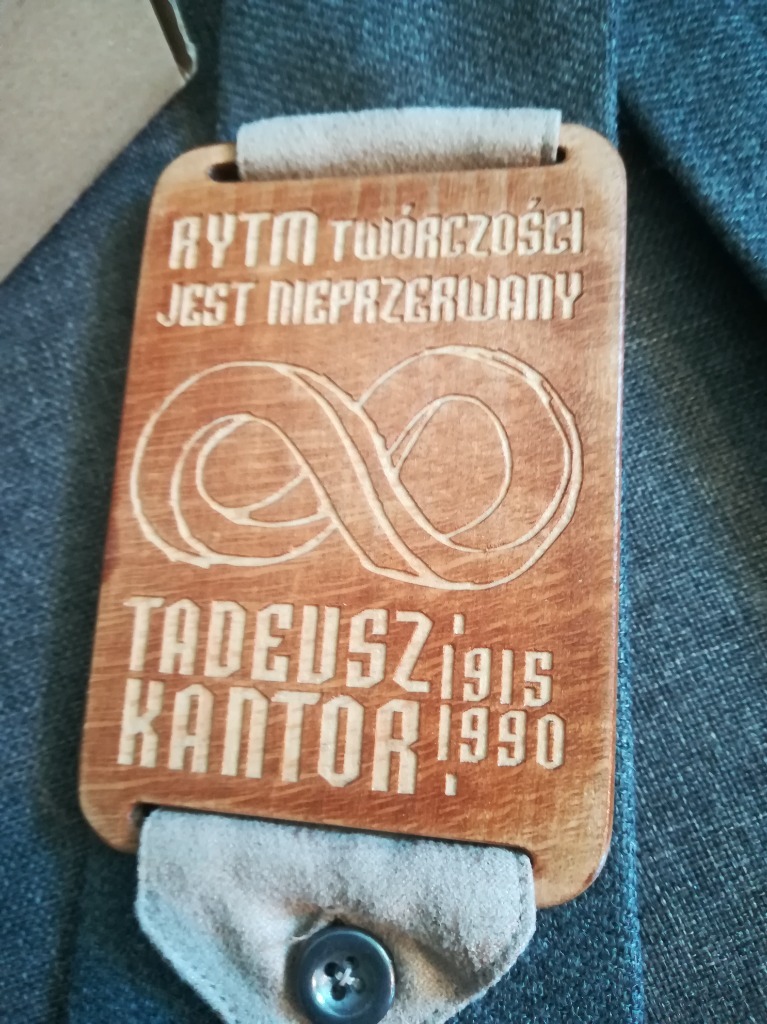 RYTM TWÓRCZOŚCI
JEST NIEPRZERWANY
TADEUSZ 1915
KANTOR 1990